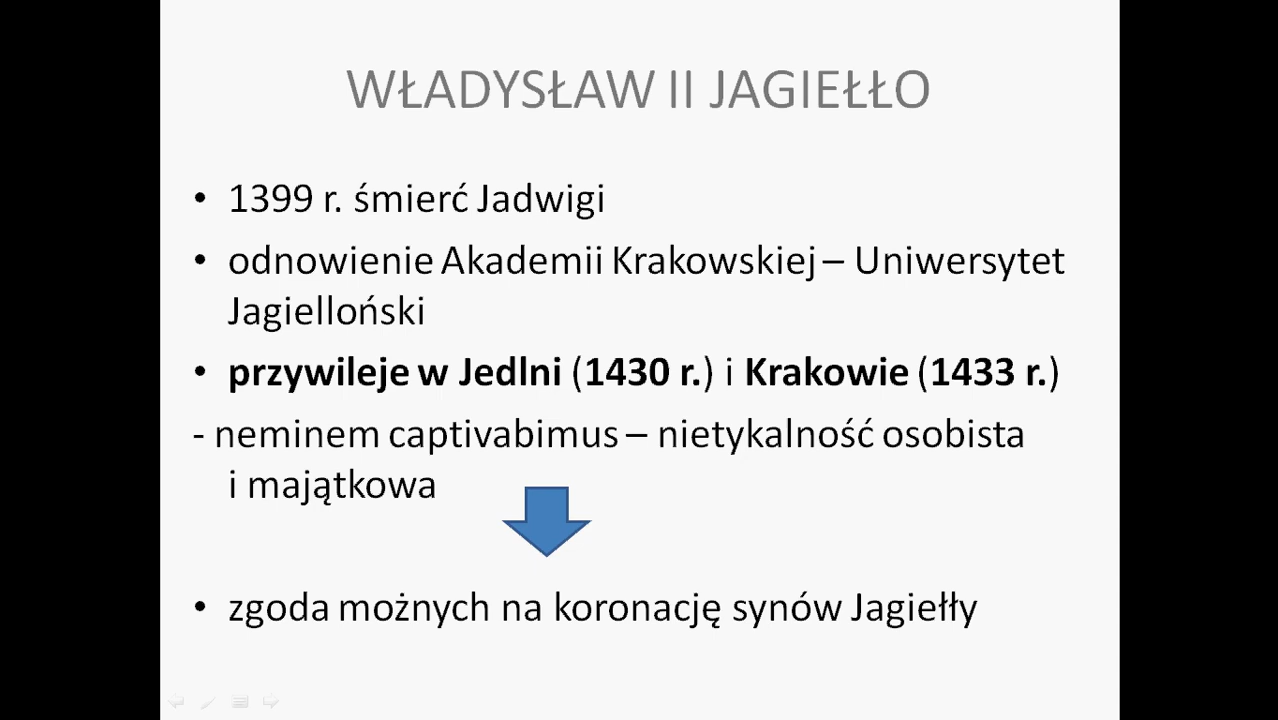 WŁADYSŁAW II JAGIEŁŁO
• 1399 r. śmierć Jadwigi
• odnowienie Akademii Krakowskiej – Uniwersytet
Jagielloński
• przywileje w Jedlni (1430 r.) i Krakowie (1433 r.)
- neminem captivabimus – nietykalność osobista
i majątkowa
• zgoda możnych na koronację synów Jagiełły